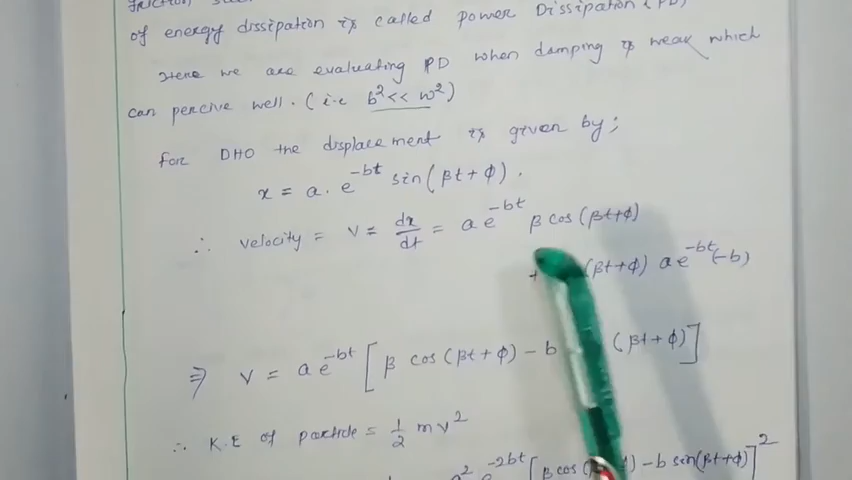 of energy dissipation is called power Dissipation (PD)
Here we are evaluating PD when damping is weak which
can percive well. (i.e b² << w²)
For DHO the displacement is given by;
x = a. e^-bt sin(βt+ϕ).
∴ velocity = v = dx/dt = a e^-bt β cos(βt+ϕ)
+ (βt+ϕ) a e^-bt (-b)
⇒ v = a e^-bt [β cos(βt+ϕ) - b (βt+ϕ)]
∴ K.E of particle = 1/2 mv²
e^-2bt [β cos( ) - b sin(βt+ϕ)]²